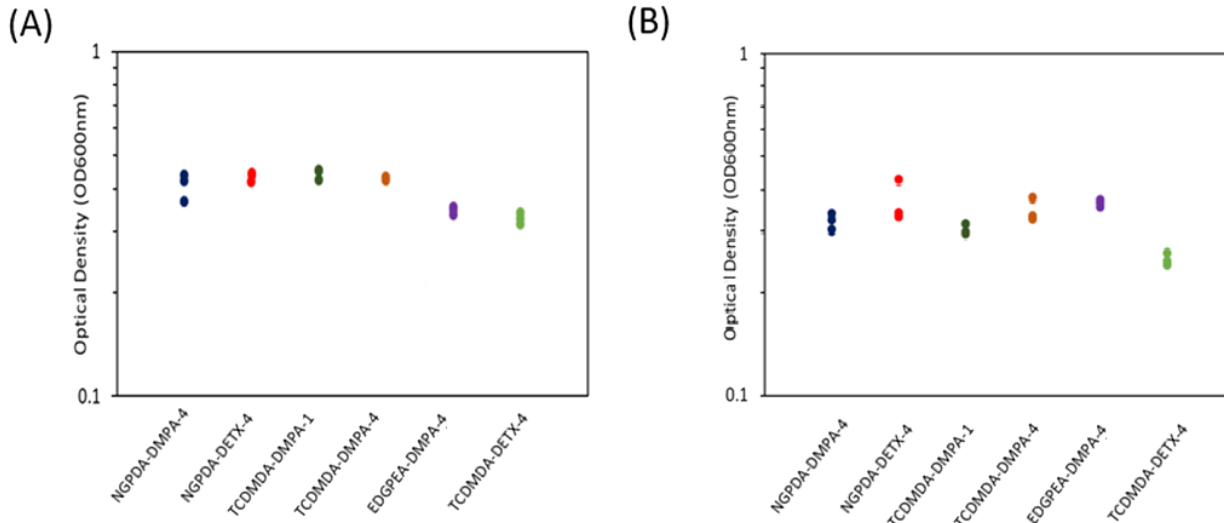 (A)
1
Optical Density (OD600nm)
0.1
NGPDA-DMPA-4
NGPDA-DETX-4
TCDMDA-DMPA-1
TCDMDA-DMPA-4
EDGPEA-DMPA-4
TCDMDA-DETX-4
(B)
1
Optical Density (OD600nm)
0.1
NGPDA-DMPA-4
NGPDA-DETX-4
TCDMDA-DMPA-1
TCDMDA-DMPA-4
EDGPEA-DMPA-4
TCDMDA-DETX-4